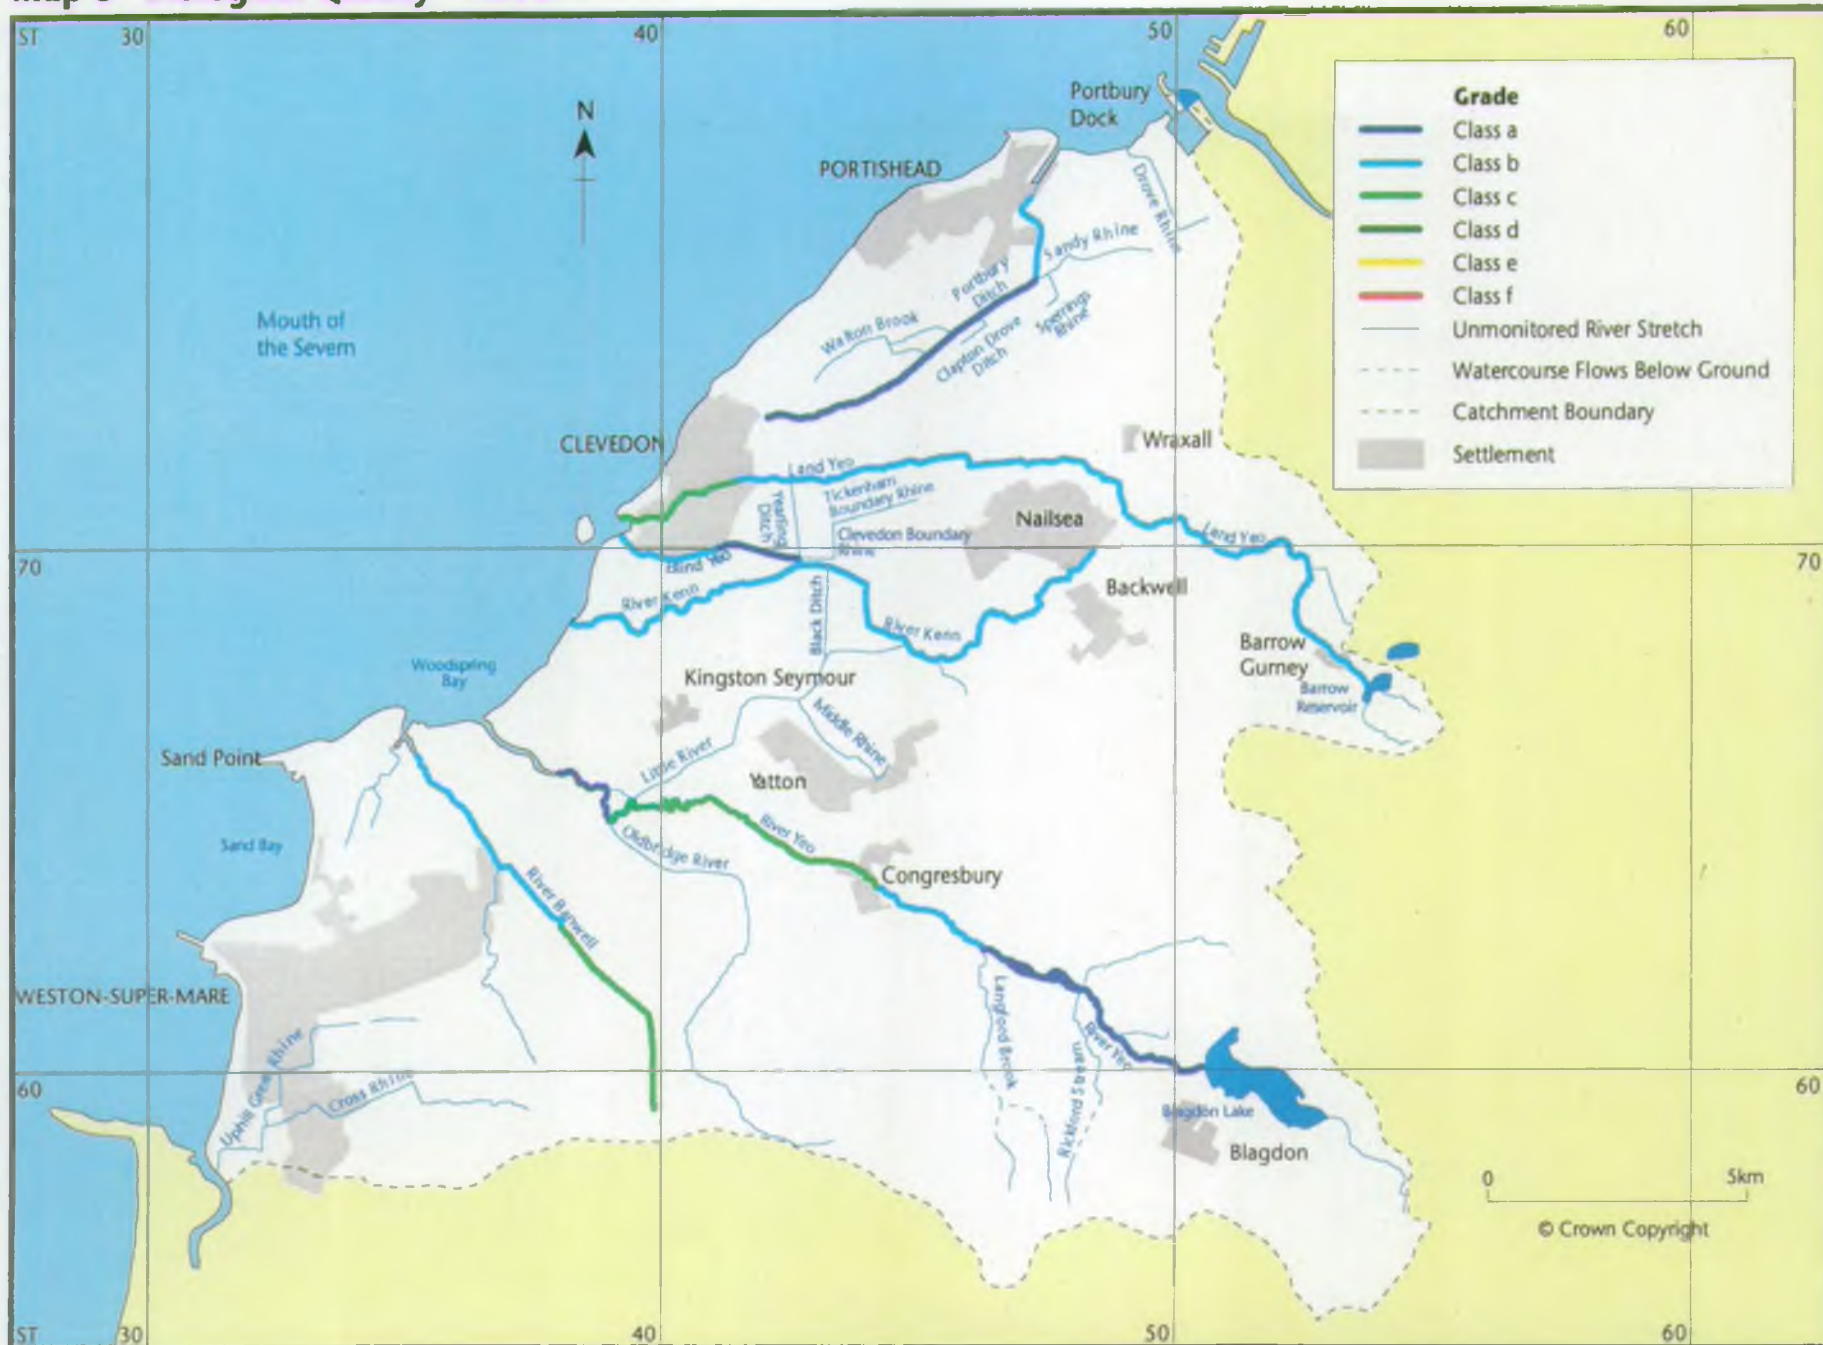 ST
30
40
50
60
N
Portbury
Dock
PORTISHEAD
Drove Rhine
Sandy Rhine
Portbury
Ditch
Sperrings
Rhine
Walton Brook
Clapton Drove
Ditch
Mouth of
the Severn
Grade
Class a
Class b
Class c
Class d
Class e
Class f
Unmonitored River Stretch
Watercourse Flows Below Ground
Catchment Boundary
Settlement
CLEVEDON
Wraxall
Land Yeo
Tickenham
Boundary Rhine
Yearling
Ditch
Nailsea
Clevedon Boundary
Rhine
Land Yeo
70
70
Blind Yeo
River Kenn
Black Ditch
Backwell
River Kenn
Barrow
Gurney
Barrow
Reservoir
Woodspring
Bay
Kingston Seymour
Middle Rhine
Sand Point
Little River
Yatton
River Yeo
Sand Bay
Oldbridge River
Congresbury
River Banwell
WESTON-SUPER-MARE
Langford Brook
Rickford Stream
River Yeo
Uphill Great Rhine
Cross Rhine
60
60
Blagdon Lake
Blagdon
0
5km
© Crown Copyright
ST
30
40
50
60